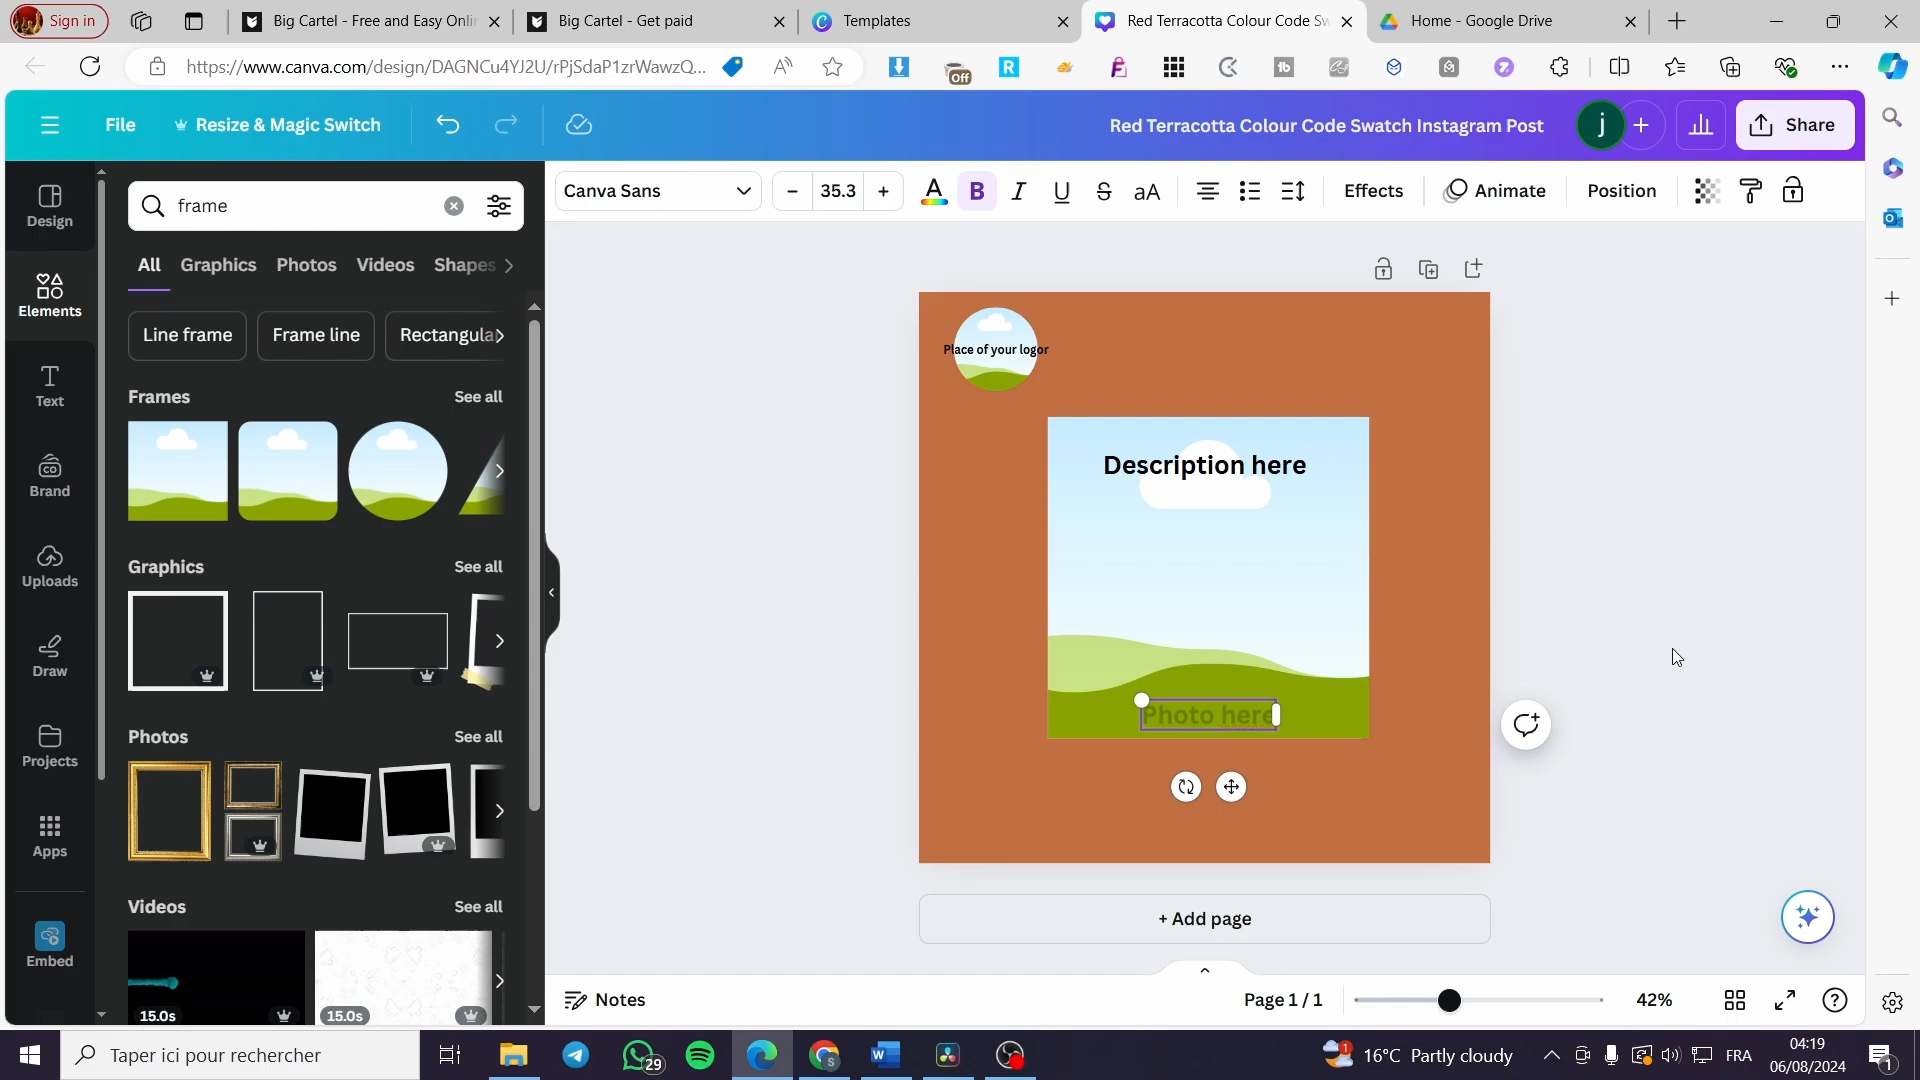 Sign in
Big Cartel - Free and Easy Onli
Big Cartel - Get paid
Templates
Red Terracotta Colour Code Sw
Home - Google Drive
https://www.canva.com/design/DAGNCu4YJ2U/rPjSdaP1zrWawzQ...
Off
File
Resize & Magic Switch
Red Terracotta Colour Code Swatch Instagram Post
j
Share
Design
Elements
Text
Brand
Uploads
Draw
Projects
Apps
Embed
frame
All
Graphics
Photos
Videos
Shapes
Line frame
Frame line
Rectangula
Frames
See all
Graphics
See all
Photos
See all
Videos
See all
15.0s
15.0s
Canva Sans
35.3
A
B
I
U
S
aA
Effects
Animate
Position
Place of your logor
Description here
Photo here
+ Add page
Notes
Page 1 / 1
42%
Taper ici pour rechercher
29
16°C Partly cloudy
FRA
04:19
06/08/2024
1